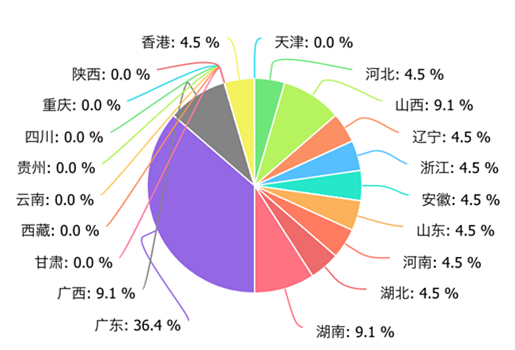 香港: 4.5 %
天津: 0.0 %
陕西: 0.0 %
河北: 4.5 %
重庆: 0.0 %
山西: 9.1 %
四川: 0.0 %
辽宁: 4.5 %
贵州: 0.0 %
浙江: 4.5 %
云南: 0.0 %
安徽: 4.5 %
西藏: 0.0 %
山东: 4.5 %
甘肃: 0.0 %
河南: 4.5 %
广西: 9.1 %
湖北: 4.5 %
广东: 36.4 %
湖南: 9.1 %